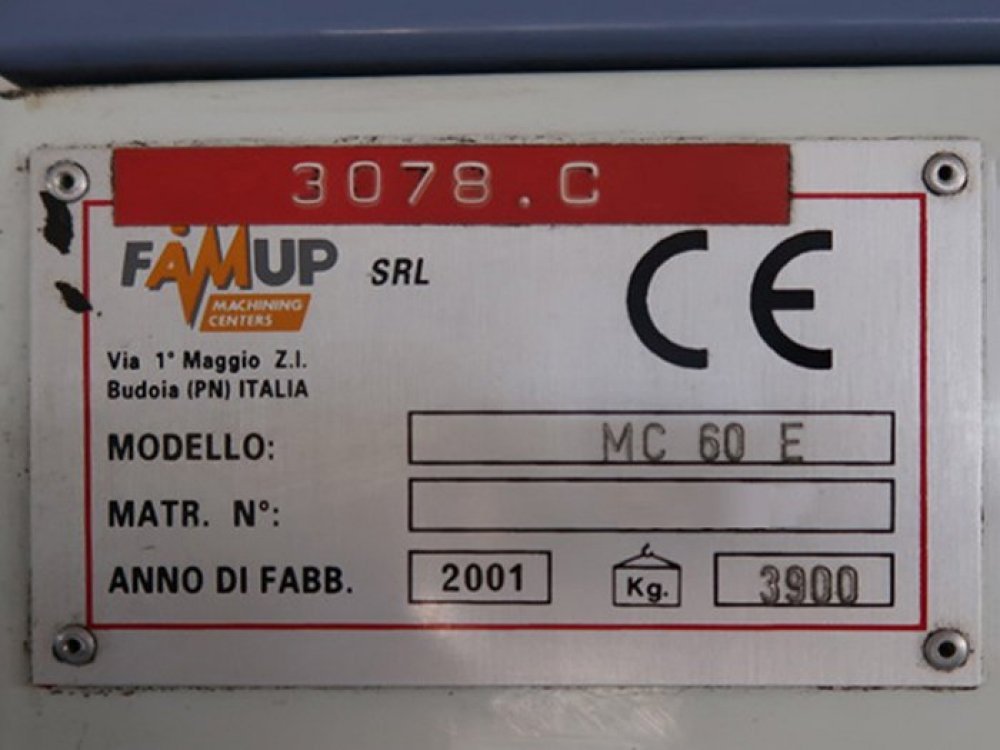 3078.C
FAMUP SRL
MACHINING
CENTERS
CE
Via 1° Maggio Z.I.
Budoia (PN) ITALIA
MODELLO: MC 60 E
MATR. N°:
ANNO DI FABB. 2001 Kg. 3900